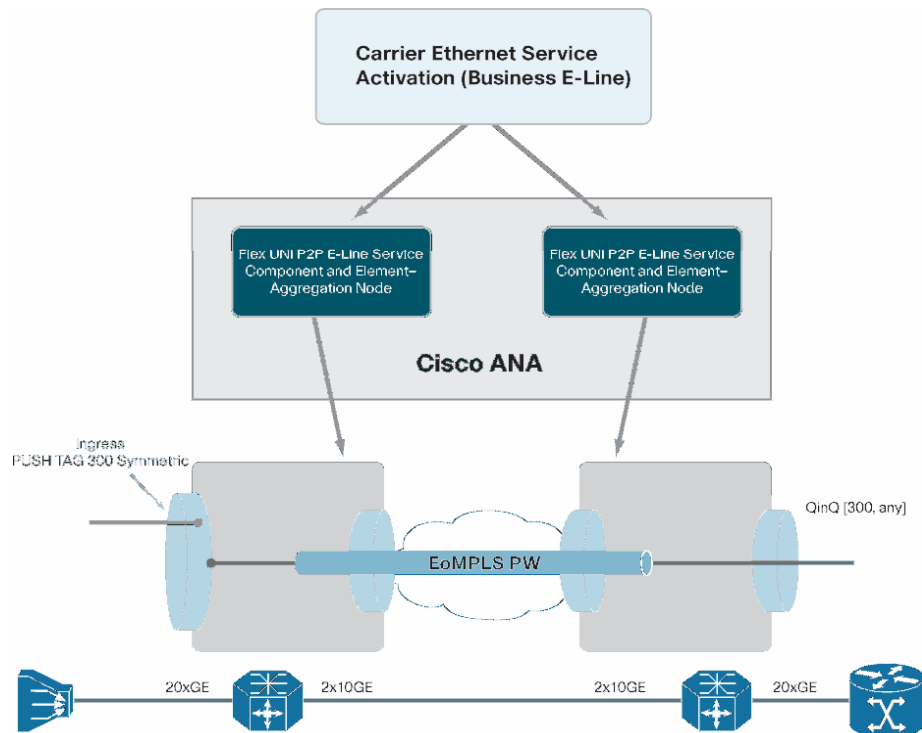 Carrier Ethernet Service
Activation (Business E-Line)
Flex UNI P2P E-Line Service
Component and Element–
Aggregation Node
Flex UNI P2P E-Line Service
Component and Element–
Aggregation Node
Cisco ANA
Ingress
PUSH TAG 300 Symmetric
QinQ [300, any]
EoMPLS PW
20xGE
2x10GE
2x10GE
20xGE